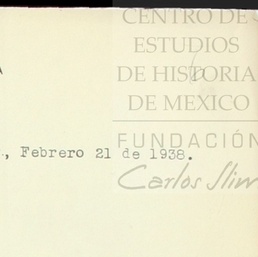 CENTRO DE
ESTUDIOS
DE HISTORIA
DE MEXICO
FUNDACIÓN
Carlos Slim
, Febrero 21 de 1938.